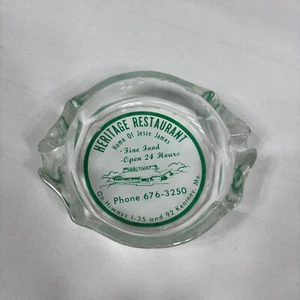 HERITAGE RESTAURANT
Home Of Jesse James
-Fine Food
-Open 24 Hours
HERITAGE
Phone 676-3250
On Hiways I-35 and 92 Kearney, Mo.